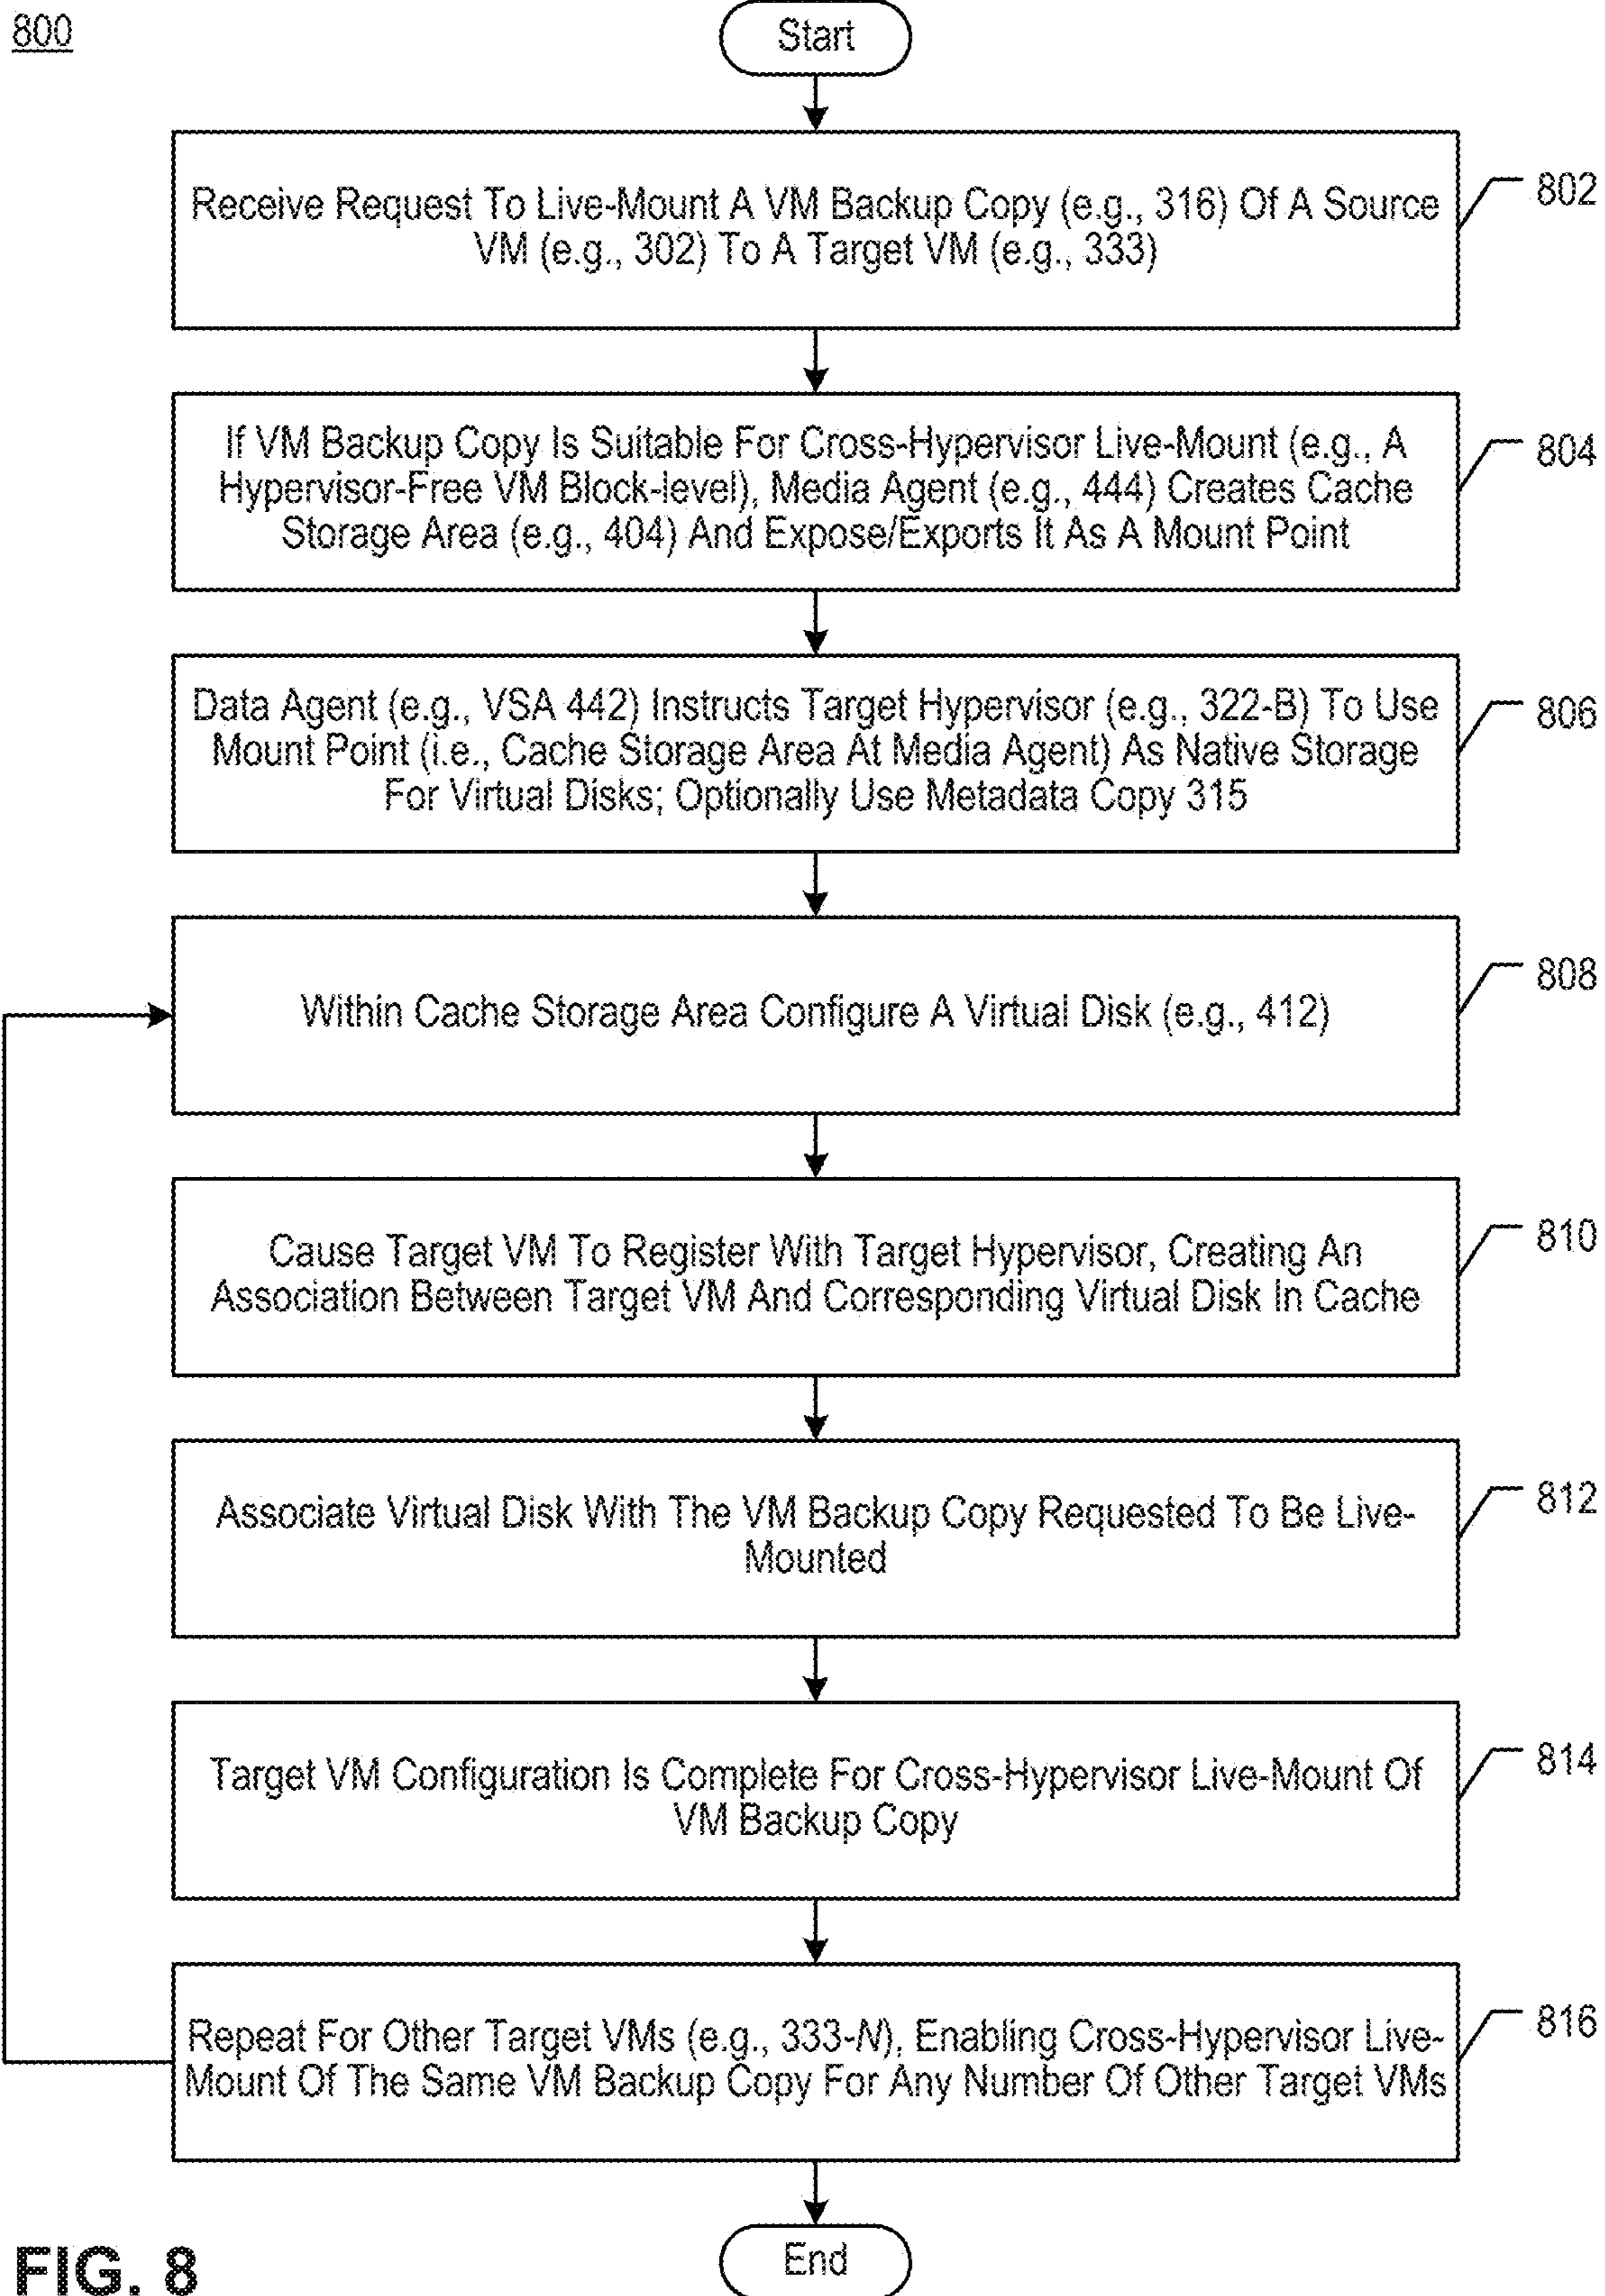 800
Start
Receive Request To Live-Mount A VM Backup Copy (e.g., 316) Of A Source
VM (e.g., 302) To A Target VM (e.g., 333)
802
If VM Backup Copy Is Suitable For Cross-Hypervisor Live-Mount (e.g., A
Hypervisor-Free VM Block-level), Media Agent (e.g., 444) Creates Cache
Storage Area (e.g., 404) And Expose/Exports It As A Mount Point
804
Data Agent (e.g., VSA 442) Instructs Target Hypervisor (e.g., 322-B) To Use
Mount Point (i.e., Cache Storage Area At Media Agent) As Native Storage
For Virtual Disks; Optionally Use Metadata Copy 315
806
Within Cache Storage Area Configure A Virtual Disk (e.g., 412)
808
Cause Target VM To Register With Target Hypervisor, Creating An
Association Between Target VM And Corresponding Virtual Disk In Cache
810
Associate Virtual Disk With The VM Backup Copy Requested To Be Live-
Mounted
812
Target VM Configuration Is Complete For Cross-Hypervisor Live-Mount Of
VM Backup Copy
814
Repeat For Other Target VMs (e.g., 333-N), Enabling Cross-Hypervisor Live-
Mount Of The Same VM Backup Copy For Any Number Of Other Target VMs
816
End
FIG. 8